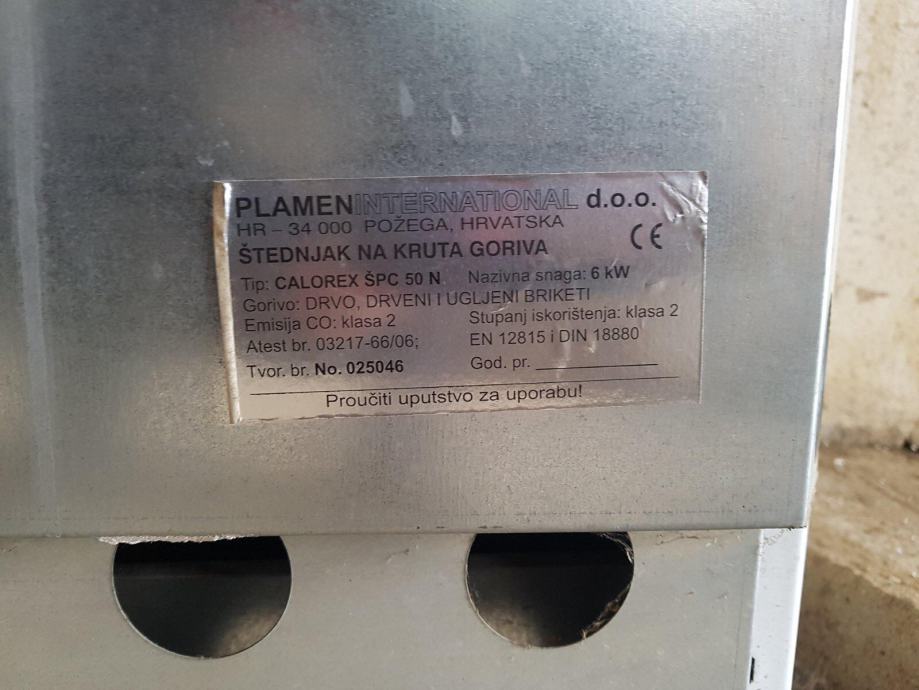 PLAMENINTERNATIONAL d.o.o.
HR – 34 000 POŽEGA, HRVATSKA
ŠTEDNJAK NA KRUTA GORIVA CE
Tip: CALOREX ŠPC 50 N Nazivna snaga: 6 kW
Gorivo: DRVO, DRVENI I UGLJENI BRIKETI
Emisija CO: klasa 2 Stupanj iskorištenja: klasa 2
Atest br. 03217-66/06; EN 12815 i DIN 18880
Tvor. br. No. 025046 God. pr.
Proučiti uputstvo za uporabu!